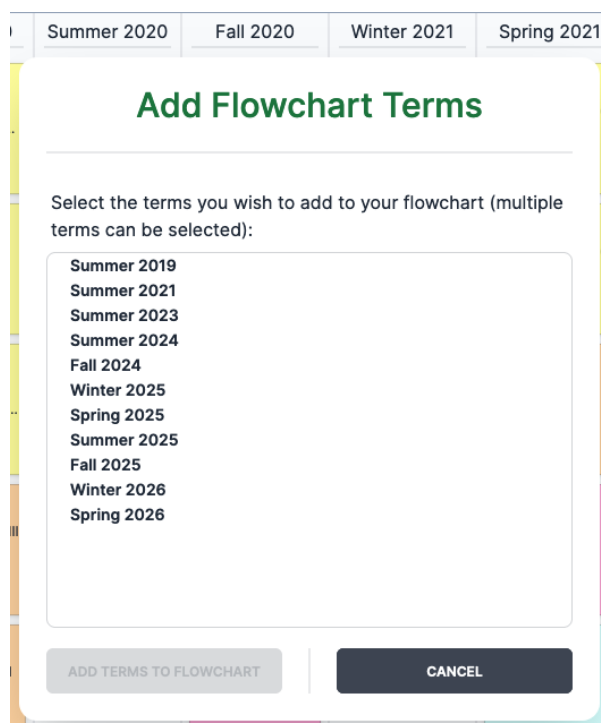 Summer 2020 Fall 2020 Winter 2021 Spring 2021
Add Flowchart Terms
Select the terms you wish to add to your flowchart (multiple
terms can be selected):
Summer 2019
Summer 2021
Summer 2023
Summer 2024
Fall 2024
Winter 2025
Spring 2025
Summer 2025
Fall 2025
Winter 2026
Spring 2026
ADD TERMS TO FLOWCHART CANCEL